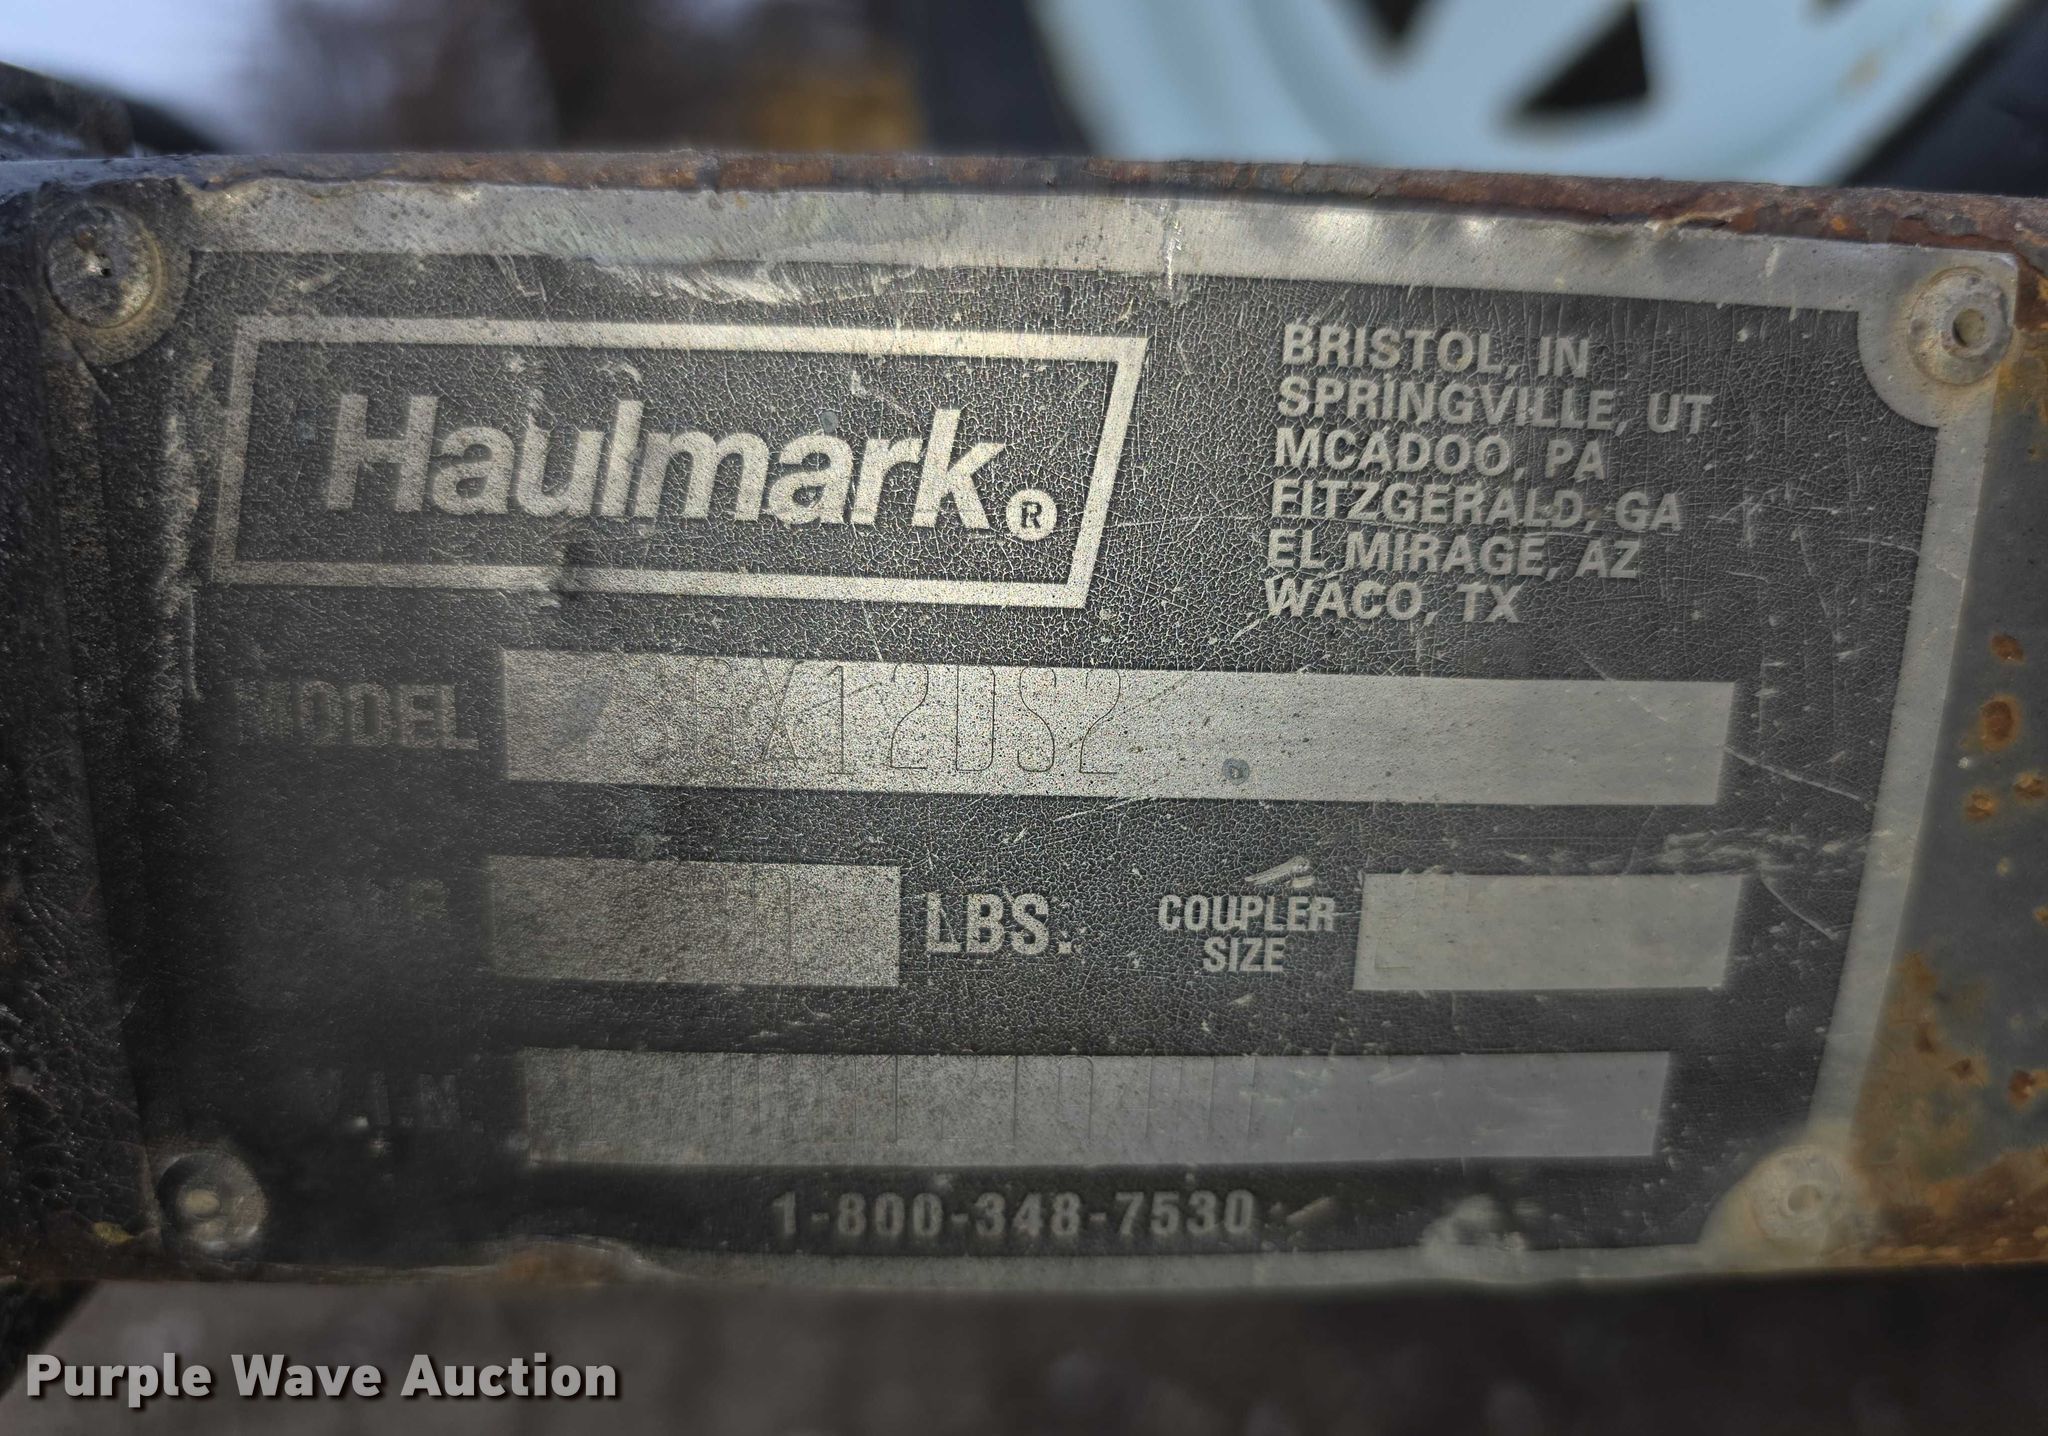 Haulmark®
BRISTOL, IN
SPRINGVILLE, UT
MCADOO, PA
FITZGERALD, GA
EL MIRAGE, AZ
WACO, TX
MODEL
LBS.
COUPLER
SIZE
1-800-348-7530
Purple Wave Auction